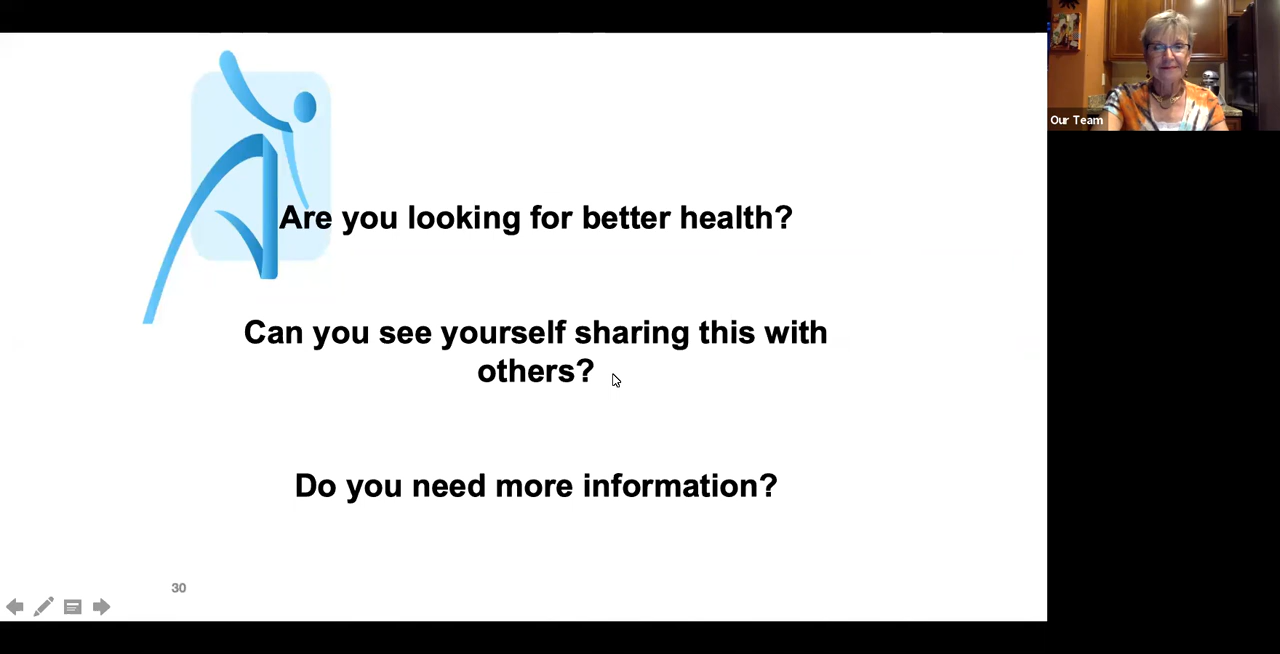 Our Team
Are you looking for better health?
Can you see yourself sharing this with
others?
Do you need more information?
30